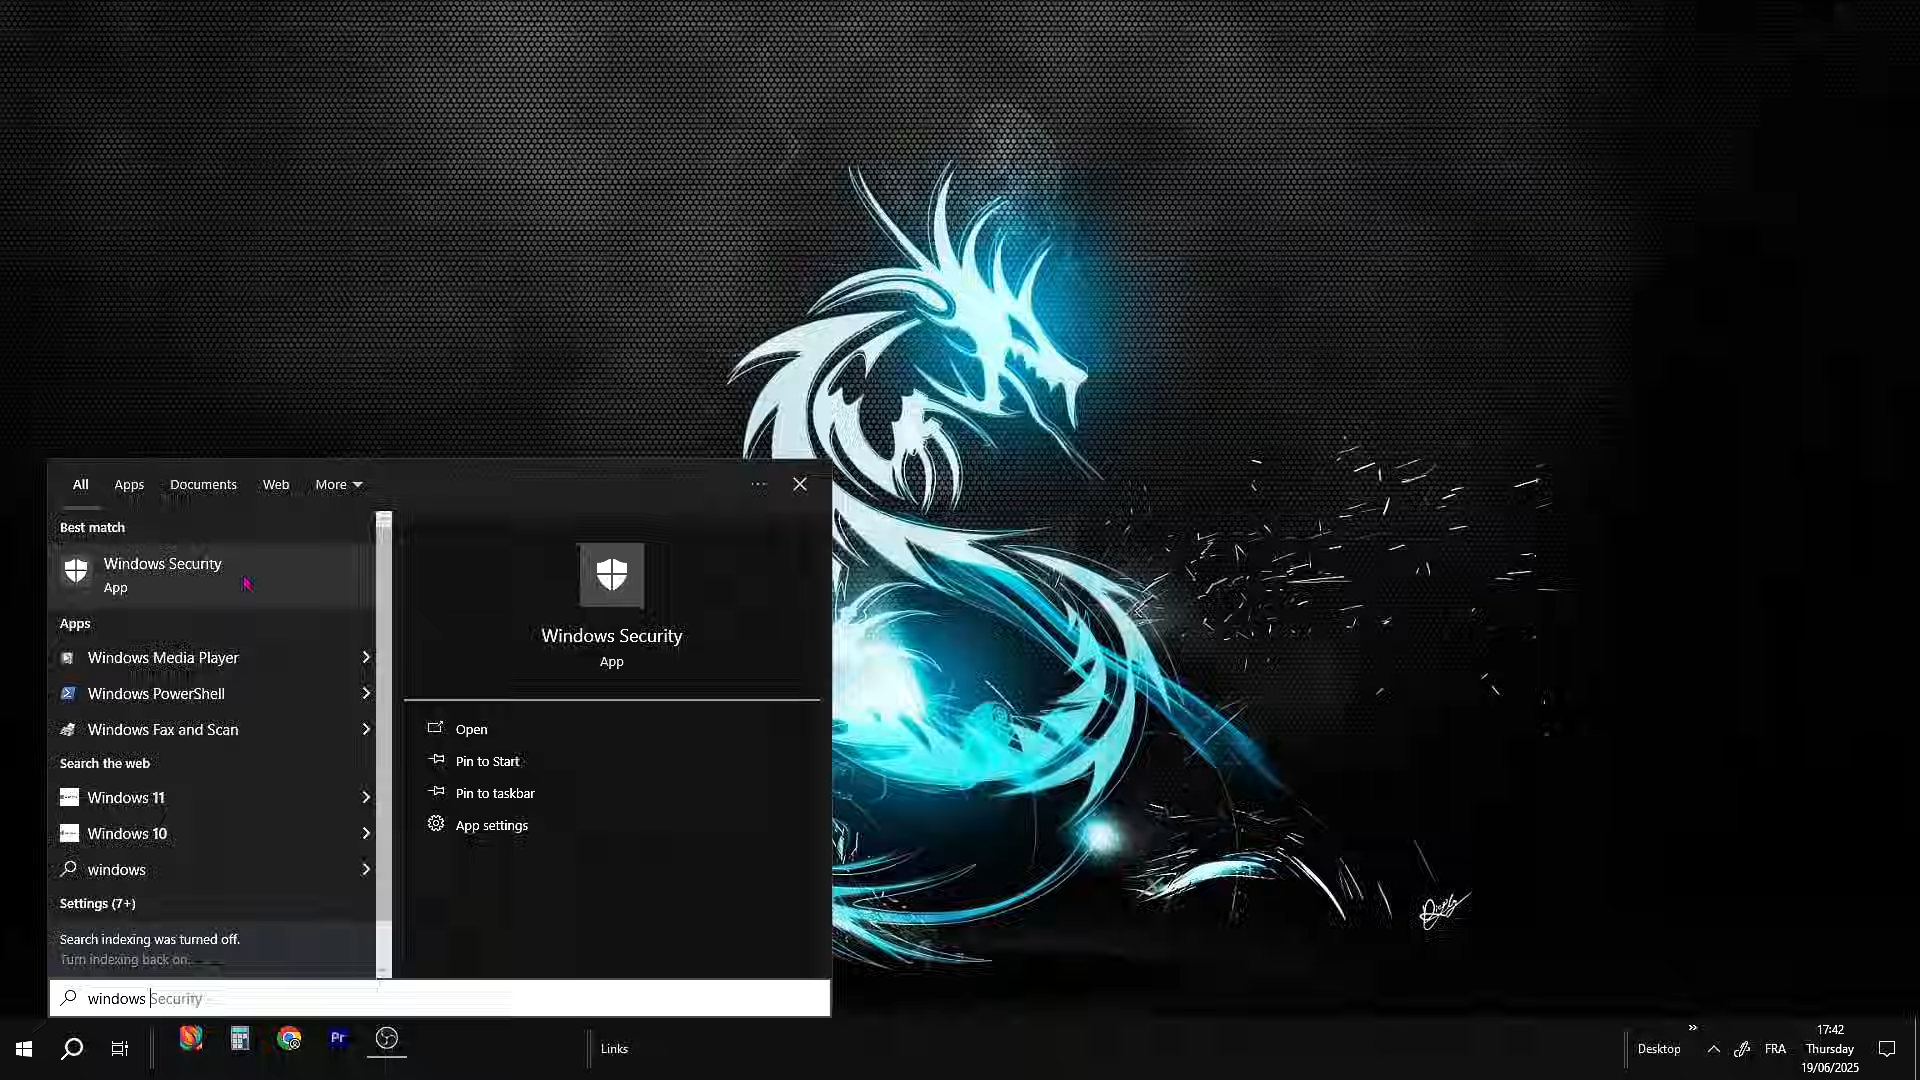 All
Apps
Documents
Web
More
Best match
Windows Security
App
Apps
Windows Media Player
Windows PowerShell
Windows Fax and Scan
Search the web
Windows 11
Windows 10
windows
Settings (7+)
Search indexing was turned off.
Turn indexing back on.
Windows Security
App
Open
Pin to Start
Pin to taskbar
App settings
windows Security
Pr
Links
Desktop
FRA
17:42
Thursday
19/06/2025